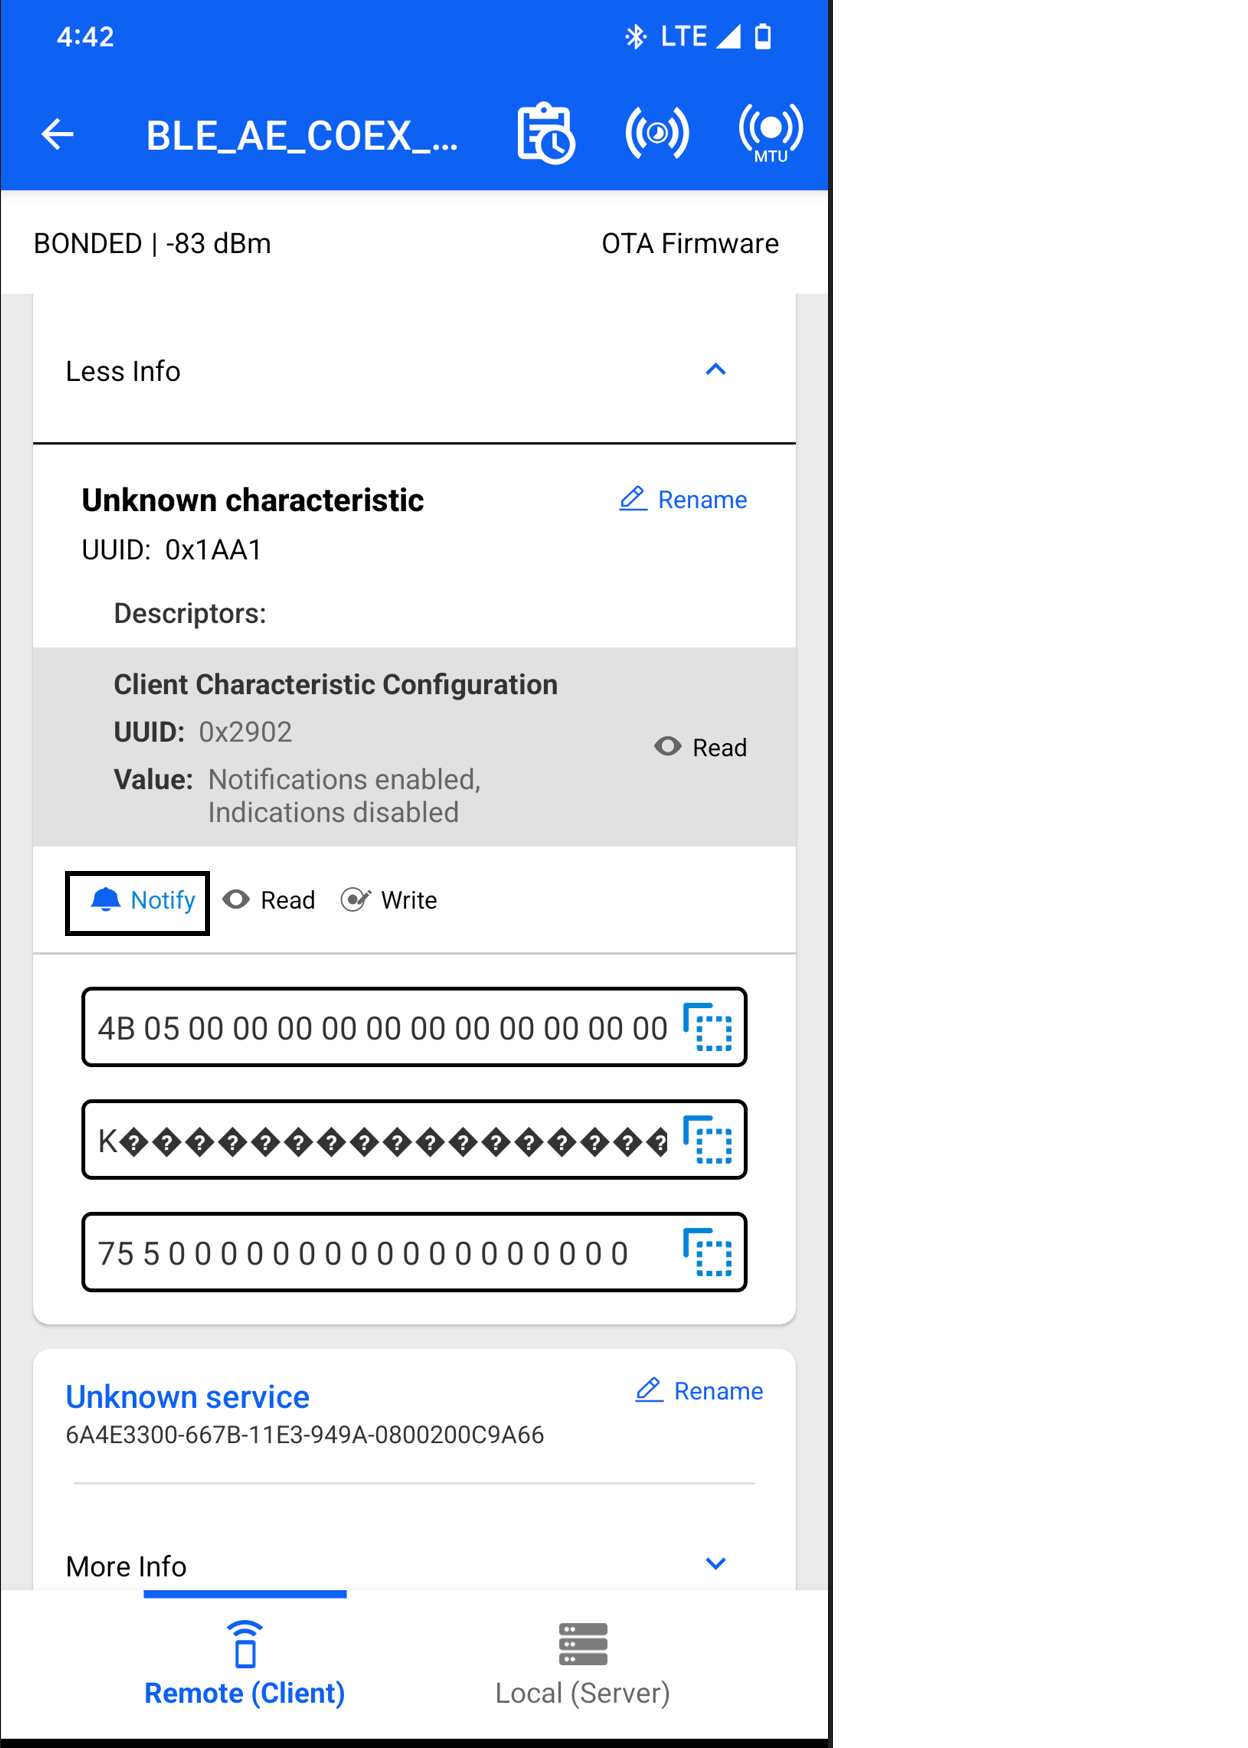 4:42
LTE
BLE_AE_COEX_...
MTU
BONDED | -83 dBm
OTA Firmware
Less Info
Unknown characteristic
Rename
UUID: 0x1AA1
Descriptors:
Client Characteristic Configuration
UUID: 0x2902
Read
Value: Notifications enabled,
Indications disabled
Notify
Read
Write
4B 05 00 00 00 00 00 00 00 00 00 00 00
K�����������������
75 5 0 0 0 0 0 0 0 0 0 0 0 0 0 0 0 0 0 0
Unknown service
Rename
6A4E3300-667B-11E3-949A-0800200C9A66
More Info
Remote (Client)
Local (Server)